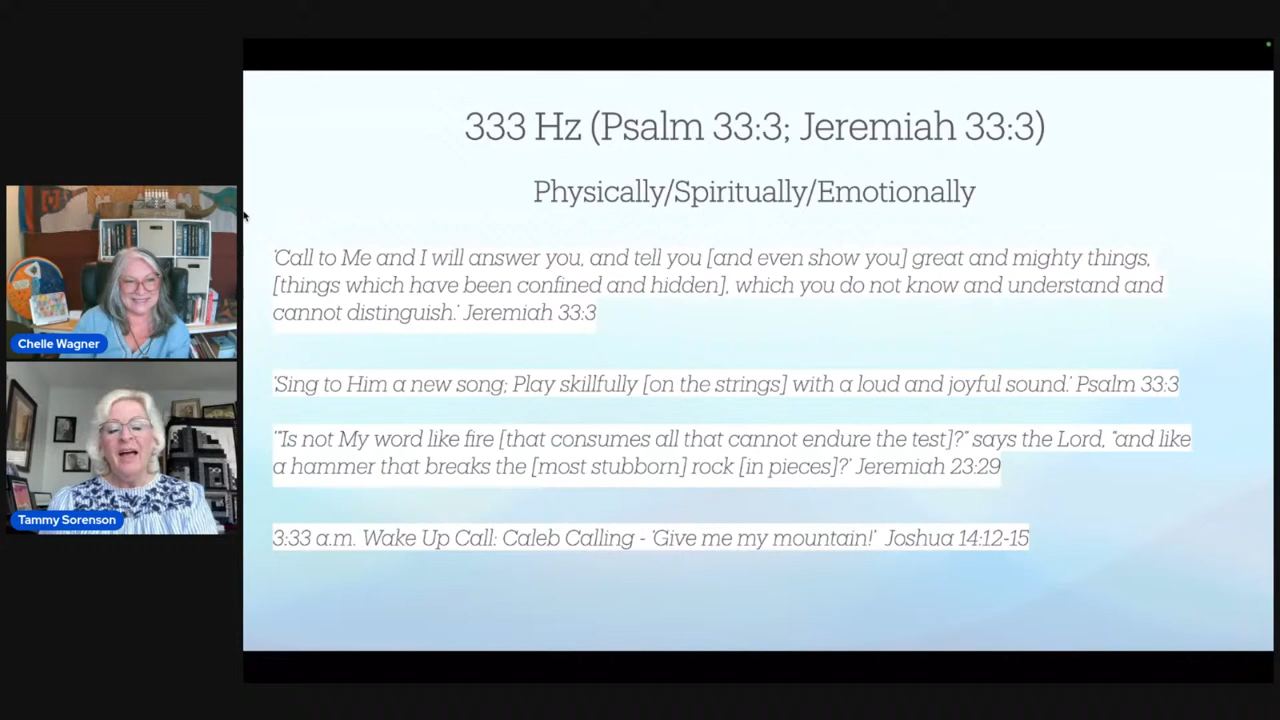 333 Hz (Psalm 33:3; Jeremiah 33:3)
Physically/Spiritually/Emotionally
'Call to Me and I will answer you, and tell you [and even show you] great and mighty things,
[things which have been confined and hidden], which you do not know and understand and
cannot distinguish.' Jeremiah 33:3
'Sing to Him a new song; Play skillfully [on the strings] with a loud and joyful sound.' Psalm 33:3
'"Is not My word like fire [that consumes all that cannot endure the test]?" says the Lord, "and like
a hammer that breaks the [most stubborn] rock [in pieces]?' Jeremiah 23:29
3:33 a.m. Wake Up Call: Caleb Calling - 'Give me my mountain!' Joshua 14:12-15
Chelle Wagner
Tammy Sorenson